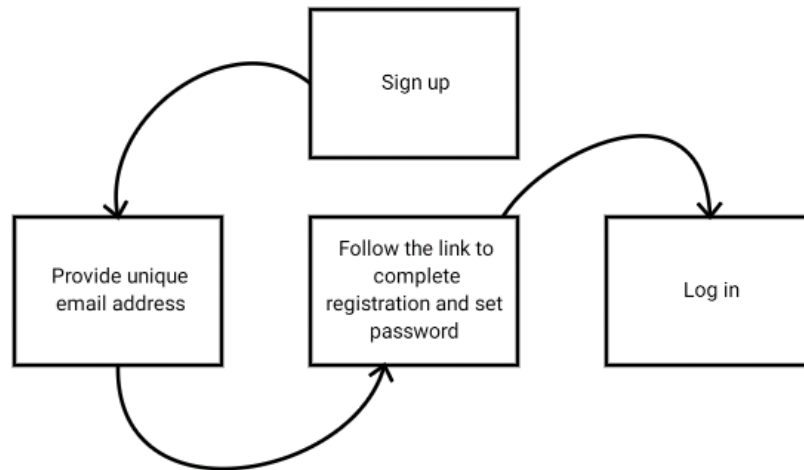 Sign up
Provide unique
email address
Follow the link to
complete
registration and set
password
Log in